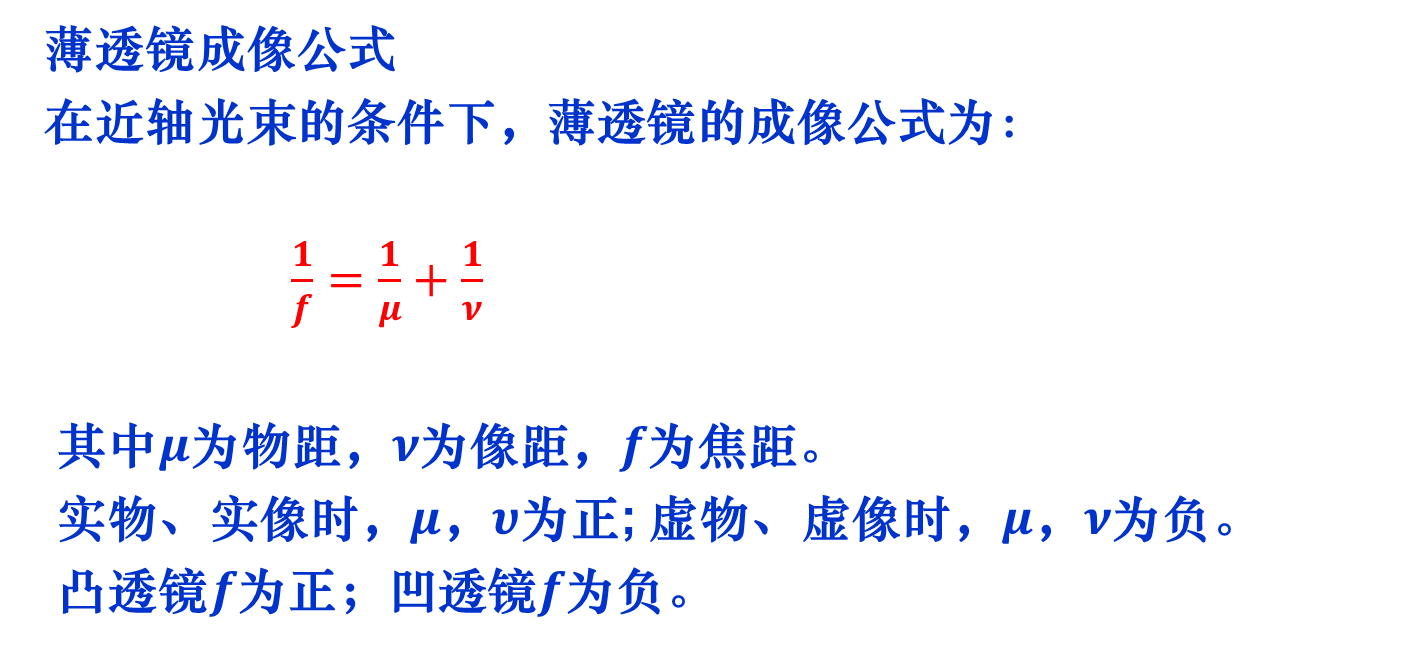 薄透镜成像公式
在近轴光束的条件下，薄透镜的成像公式为：
1/f = 1/μ + 1/ν
其中μ为物距，ν为像距，f为焦距。
实物、实像时，μ，υ为正; 虚物、虚像时，μ，ν为负。
凸透镜f为正；凹透镜f为负。